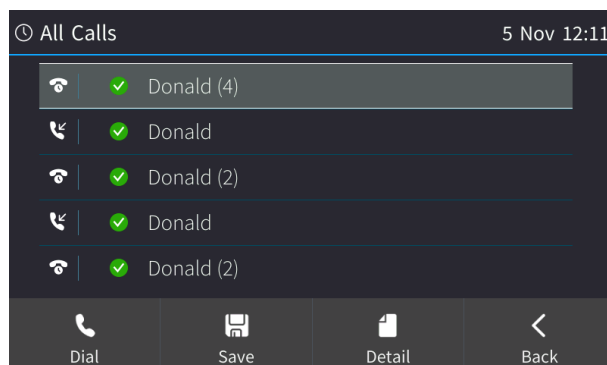 All Calls 5 Nov 12:11
Donald (4)
Donald
Donald (2)
Donald
Donald (2)
Dial Save Detail Back